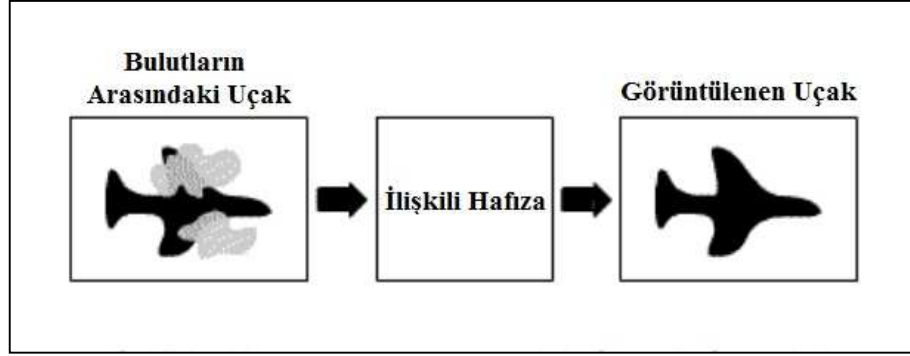 Bulutların
Arasındaki Uçak
Görüntülenen Uçak
İlişkili Hafıza